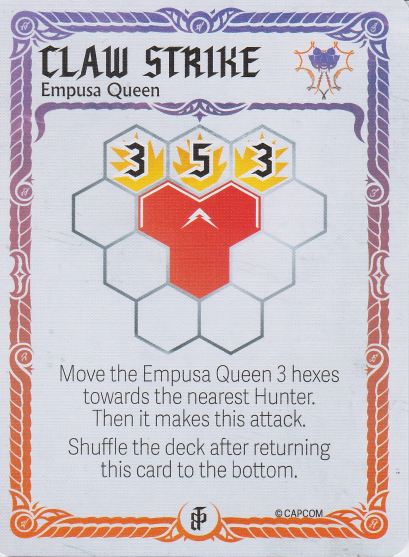 CLAW STRIKE
Empusa Queen
3 5 3
Move the Empusa Queen 3 hexes
towards the nearest Hunter.
Then it makes this attack.
Shuffle the deck after returning
this card to the bottom.
© CAPCOM